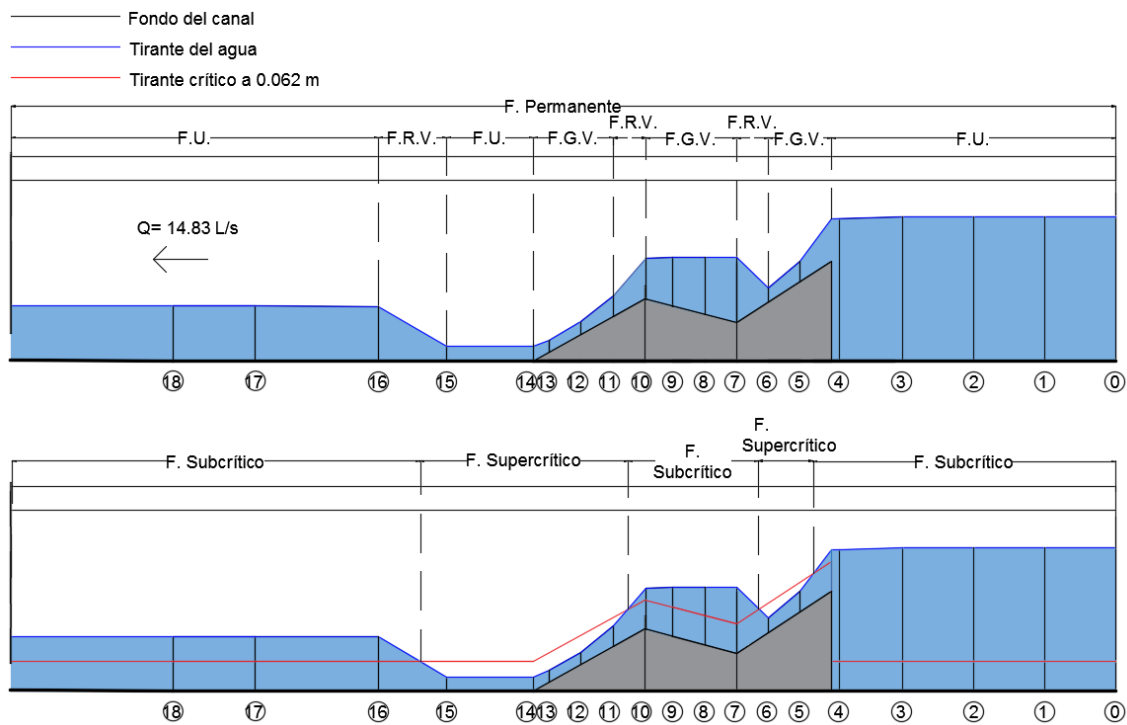 Fondo del canal
Tirante del agua
Tirante crítico a 0.062 m
F. Permanente
F.U. F.R.V. F.U. F.G.V. F.R.V. F.G.V. F.R.V. F.G.V. F.U.
Q= 14.83 L/s
18 17 16 15 14 13 12 11 10 9 8 7 6 5 4 3 2 1 0
F. Subcrítico F. Supercrítico F. Subcrítico F. Supercrítico F. Subcrítico
18 17 16 15 14 13 12 11 10 9 8 7 6 5 4 3 2 1 0